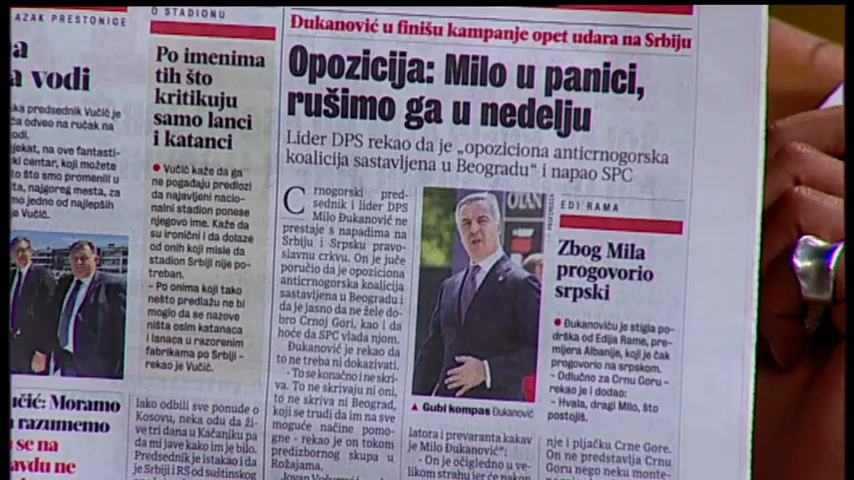 AZAK PRESTONICE
a
a vodi
ka predsednik Vučić je
ča odveo na ručak na
odi.
jekat, na ove fantasti-
ki centar, koji možete
to što smo promenili u
ta, najgoreg mesta, za
mo jedno od najlepših
Vučić.
učić: Moramo
razumemo
se na
avdu ne
O STADIONU
Po imenima
tih što
kritikuju
samo lanci
i katanci
Vučić kaže da ga
ne pogađaju predlozi
da najavljeni nacio-
nalni stadion ponese
njegovo ime. Kaže da
su ironični i da dolaze
od onih koji misle da
stadion Srbiji nije po-
treban.
- Po onima koji tako
nešto predlažu ne bi
moglo da se nazove
ništa osim katanaca
i lanaca u razorenim
fabrikama po Srbiji -
rekao je Vučić.
lako odbili sve ponude o
Kosovu, neka odu da ži-
ve tri dana u Kačaniku pa
da mi jave kako im je bilo.
Predsednik je istakao i da
je Srbiji i RS od suštinskog
Đukanović u finišu kampanje opet udara na Srbiju
Opozicija: Milo u panici,
rušimo ga u nedelju
Lider DPS rekao da je „opoziciona anticrnogorska
koalicija sastavljena u Beogradu“ i napao SPC
Crnogorski pred-
sednik i lider DPS
Milo Đukanović ne
prestaje s napadima na
Srbiju i Srpsku pravo-
slavnu crkvu. On je juče
poručio da je opoziciona
anticrnogorska koalicija
sastavljena u Beogradu i
da je jasno da ne žele do-
bro Crnoj Gori, kao i da
hoće da SPC vlada njom.
Đukanović je rekao da
to ne treba ni dokazivati.
- To se konačno i ne skri-
va. To ne skrivaju ni oni,
to ne skriva ni Beograd,
koji se trudi da im na sve
moguće načine pomo-
gne - rekao je on tokom
predizbornog skupa u
Rožajama.
Gubi kompas Đukanović
latora i prevaranta kakav
je Milo Đukanović“;
- On je očigledno u ve-
likom strahu jer će nakon
EDI RAMA
Zbog Mila
progovorio
srpski
Đukanoviću je stigla po-
drška od Edija Rame, pre-
mijera Albanije, koji je čak
progovorio na srpskom.
- Odlučno za Crnu Goru -
rekao je i dodao:
- Hvala, dragi Milo, što
postojiš.
nje i pljačku Crne Gore.
On ne predstavlja Crnu
Goru nego neku monte-